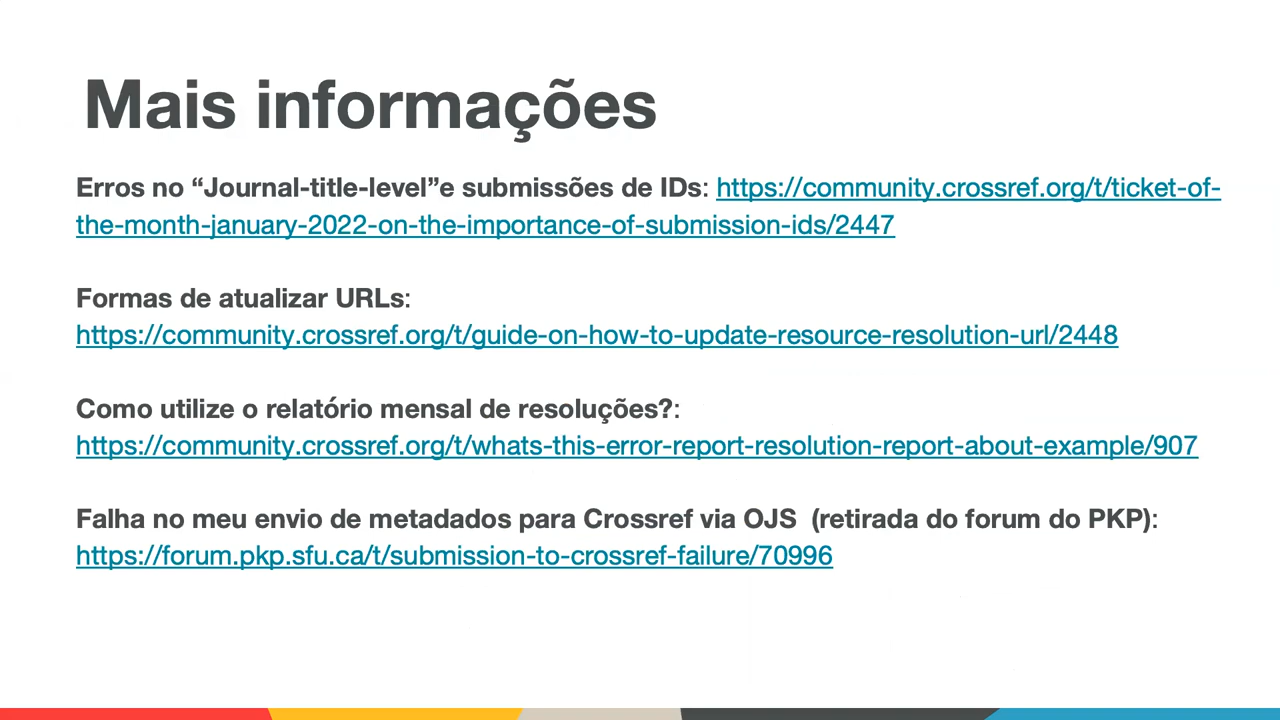 Mais informações
Erros no “Journal-title-level”e submissões de IDs: https://community.crossref.org/t/ticket-of-
the-month-january-2022-on-the-importance-of-submission-ids/2447
Formas de atualizar URLs:
https://community.crossref.org/t/guide-on-how-to-update-resource-resolution-url/2448
Como utilize o relatório mensal de resoluções?:
https://community.crossref.org/t/whats-this-error-report-resolution-report-about-example/907
Falha no meu envio de metadados para Crossref via OJS  (retirada do forum do PKP):
https://forum.pkp.sfu.ca/t/submission-to-crossref-failure/70996